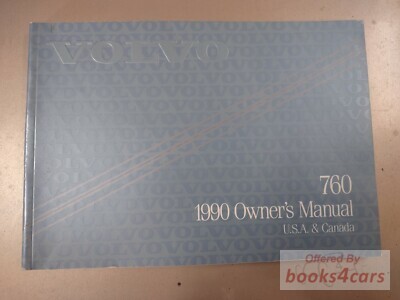 VOLVO
760
1990 Owner's Manual
U.S.A. & Canada
Offered By
books4cars